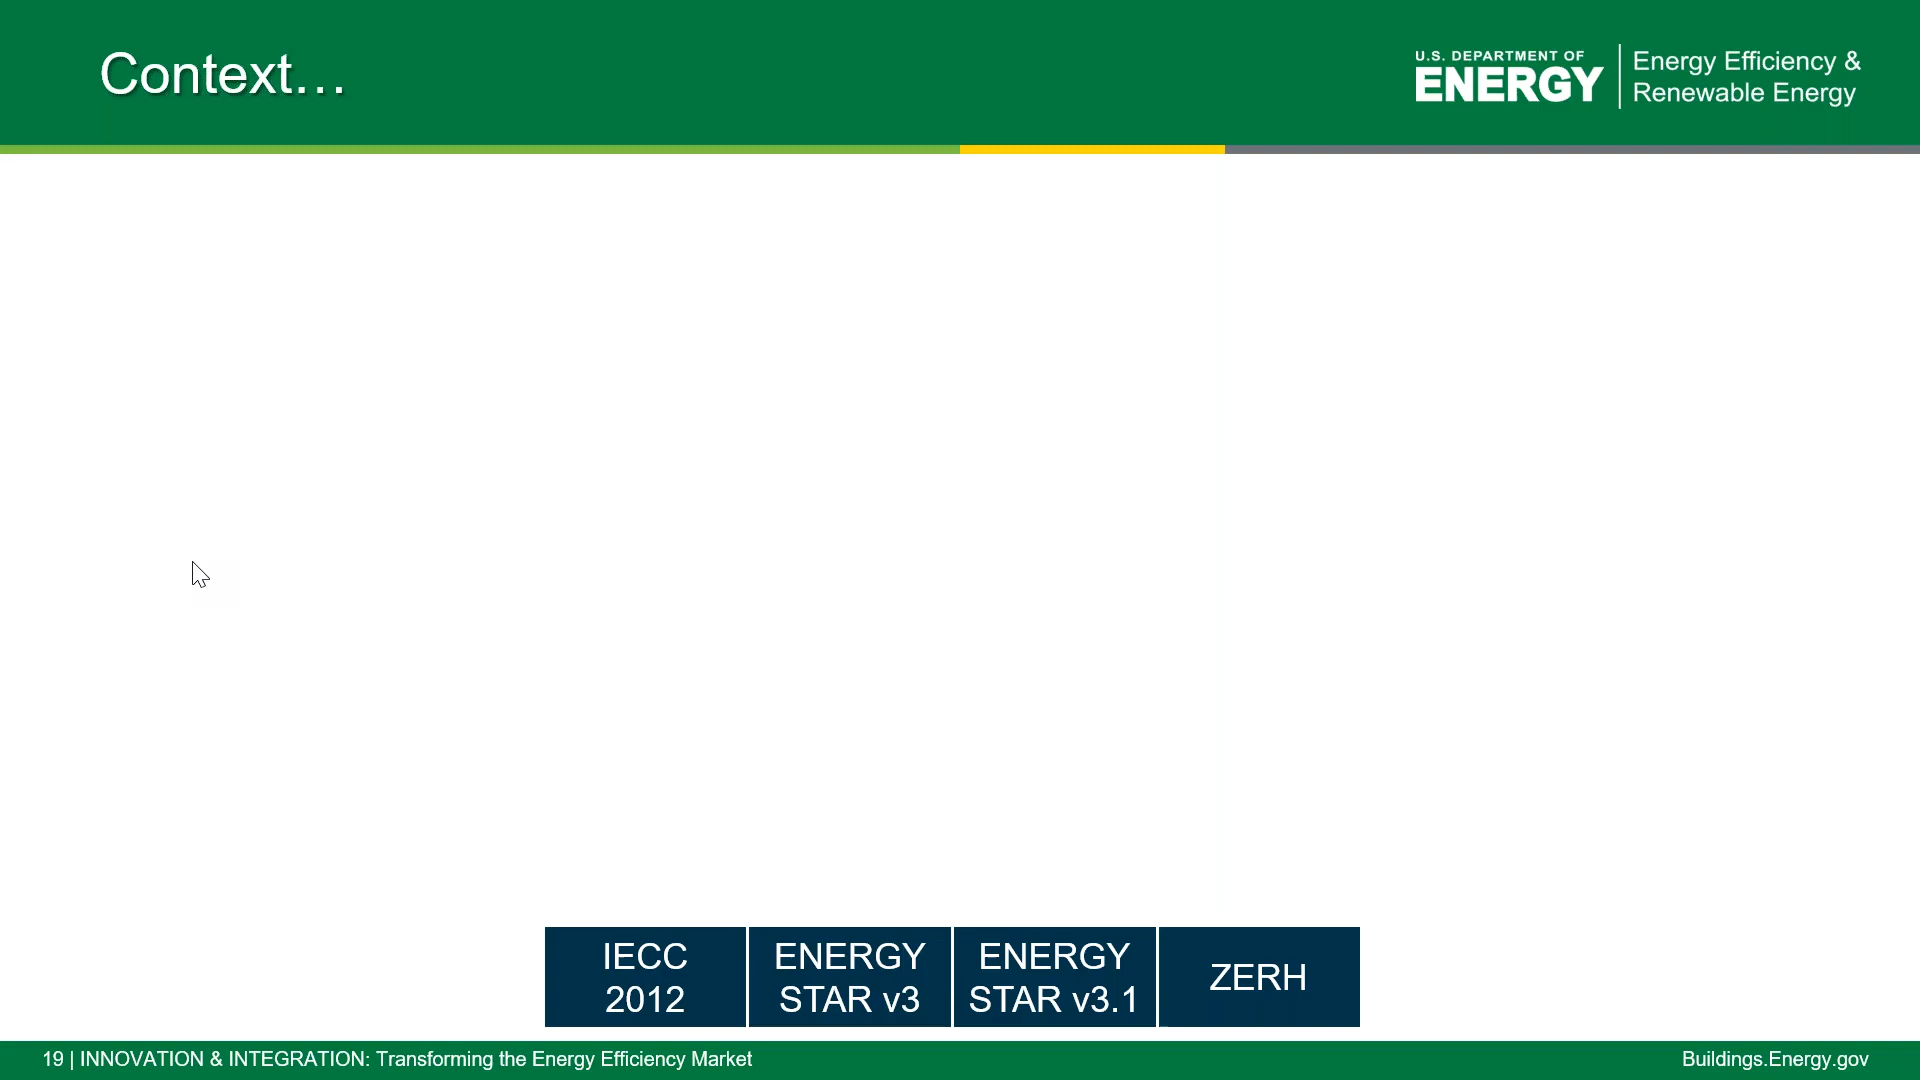 Context...
U.S. DEPARTMENT OF
ENERGY
Energy Efficiency &
Renewable Energy
IECC
2012
ENERGY
STAR v3
ENERGY
STAR v3.1
ZERH
19 | INNOVATION & INTEGRATION: Transforming the Energy Efficiency Market
Buildings.Energy.gov